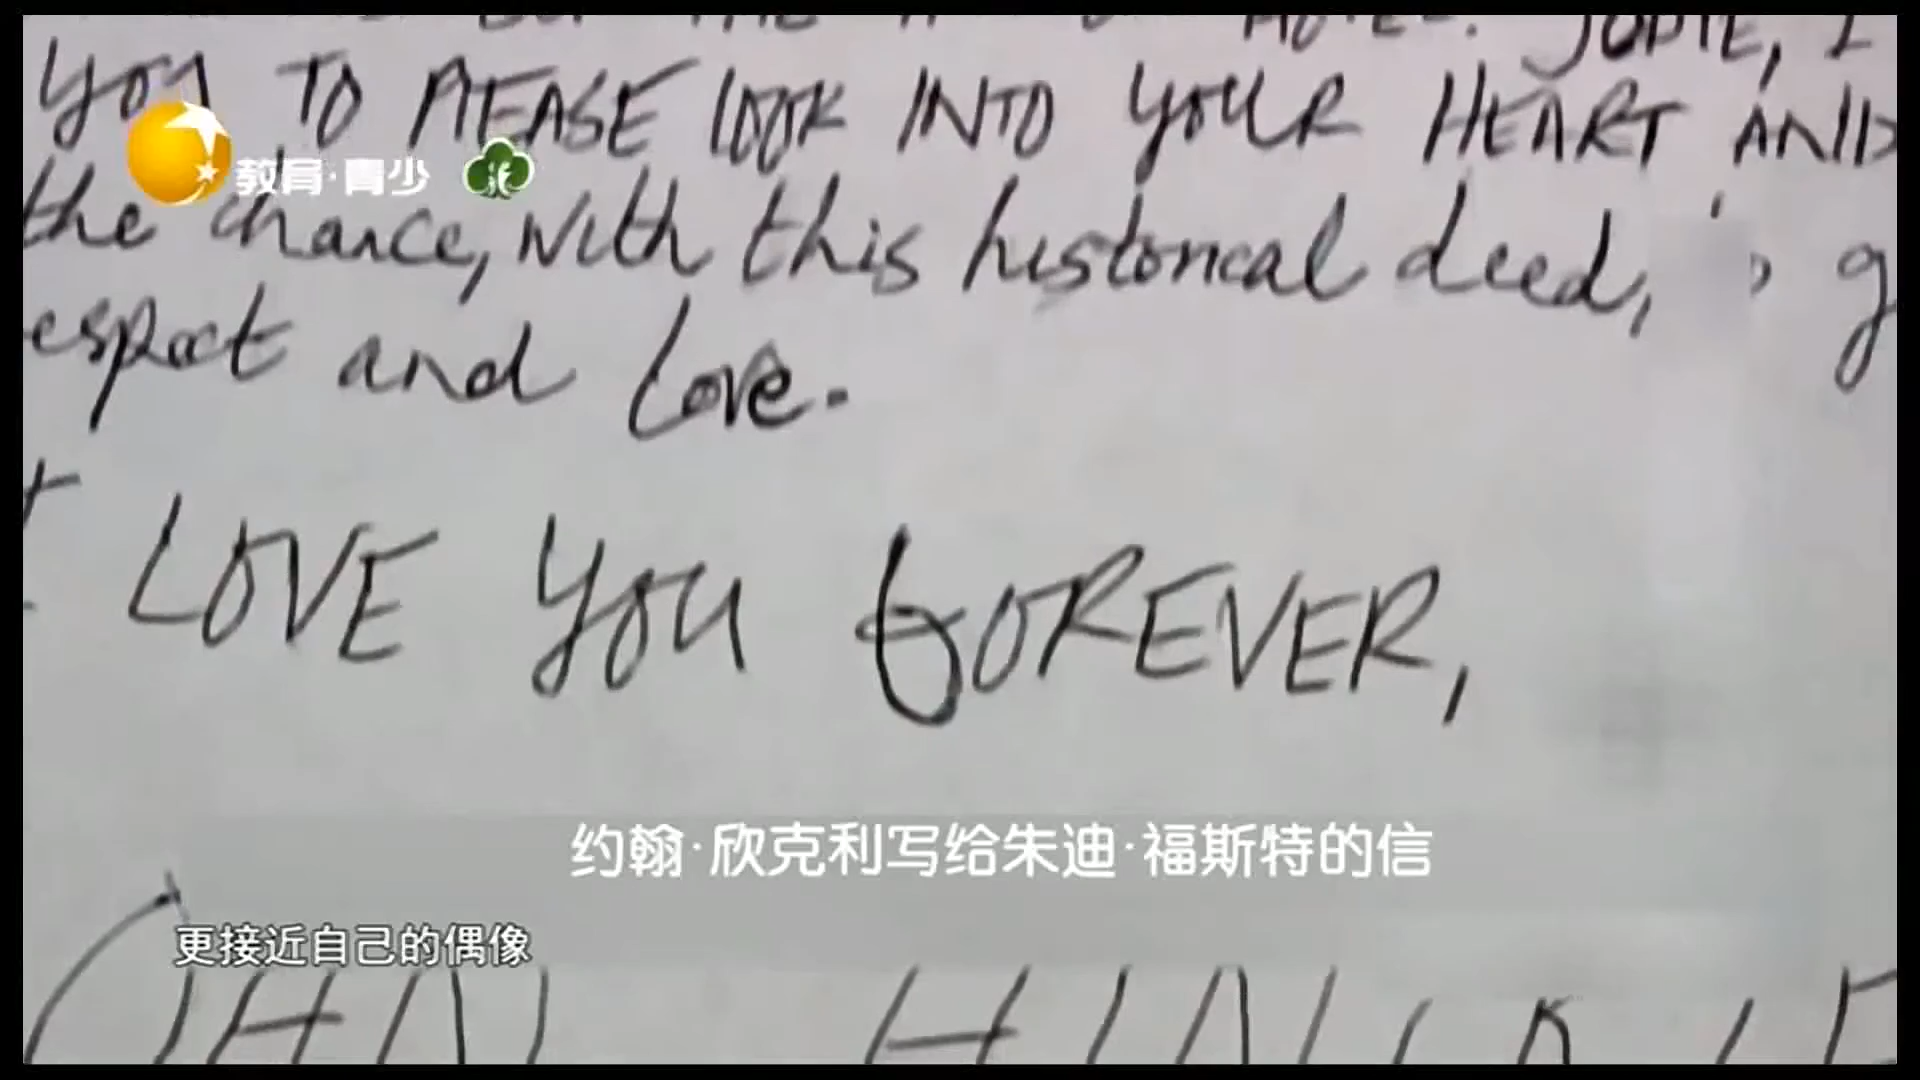 JODIE, I
YOU TO PLEASE LOOK INTO YOUR HEART AND
the chance, with this historical deed, g
espect and love.
LOVE YOU FOREVER,
教育·青少
约翰·欣克利写给朱迪·福斯特的信
更接近自己的偶像